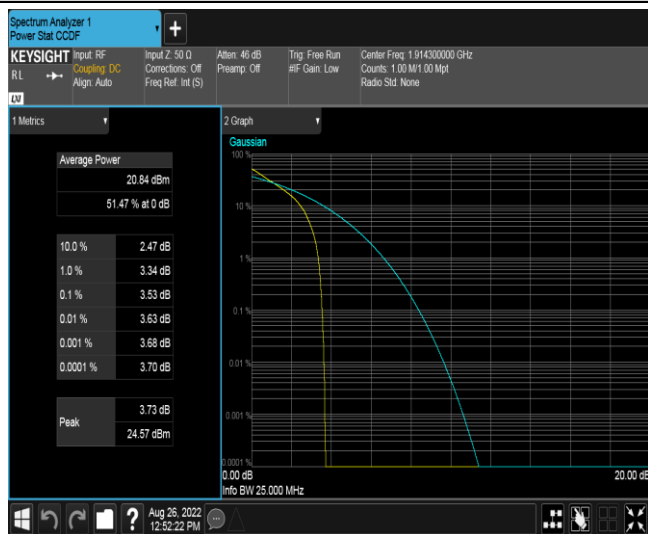 Spectrum Analyzer 1
Power Stat CCDF
+
KEYSIGHT
RL
LXI
Input: RF
Coupling: DC
Align: Auto
Input Z: 50 Ω
Corrections: Off
Freq Ref: Int (S)
Atten: 46 dB
Preamp: Off
Trig: Free Run
#IF Gain: Low
Center Freq: 1.914300000 GHz
Counts: 1.00 M/1.00 Mpt
Radio Std: None
1 Metrics
Average Power
20.84 dBm
51.47 % at 0 dB
10.0 % 2.47 dB
1.0 % 3.34 dB
0.1 % 3.53 dB
0.01 % 3.63 dB
0.001 % 3.68 dB
0.0001 % 3.70 dB
Peak
3.73 dB
24.57 dBm
2 Graph
Gaussian
100 %
10 %
1 %
0.1 %
0.01 %
0.001 %
0.0001 %
0.00 dB
20.00 dB
Info BW 25.000 MHz
?
Aug 26, 2022
12:52:22 PM